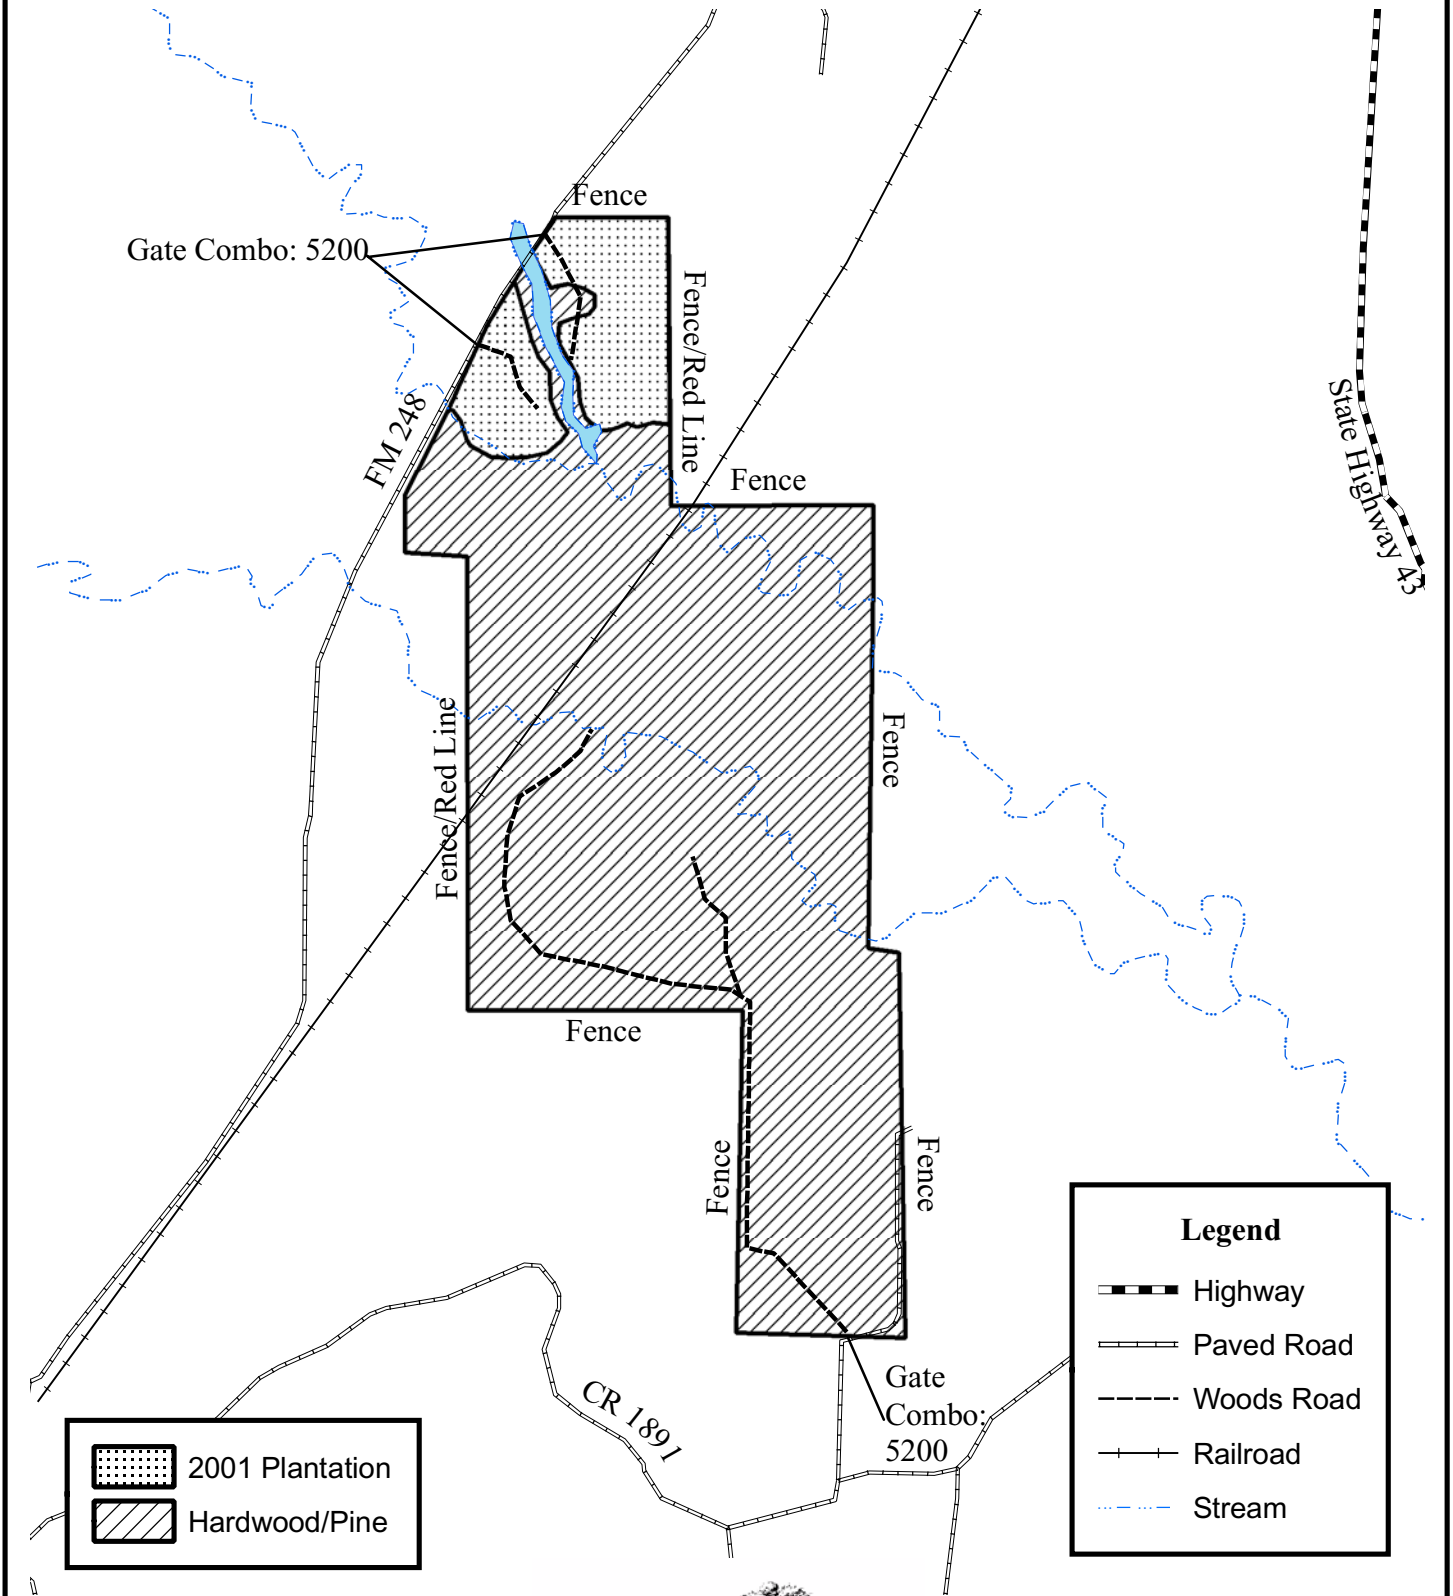 Fence
Gate Combo: 5200
Fence/Red Line
FM 248
Fence
State Highway 43
Fence/Red Line
Fence
Fence
Fence
Fence
Gate
Combo:
5200
CR 1891
Legend
Highway
Paved Road
Woods Road
Railroad
Stream
2001 Plantation
Hardwood/Pine